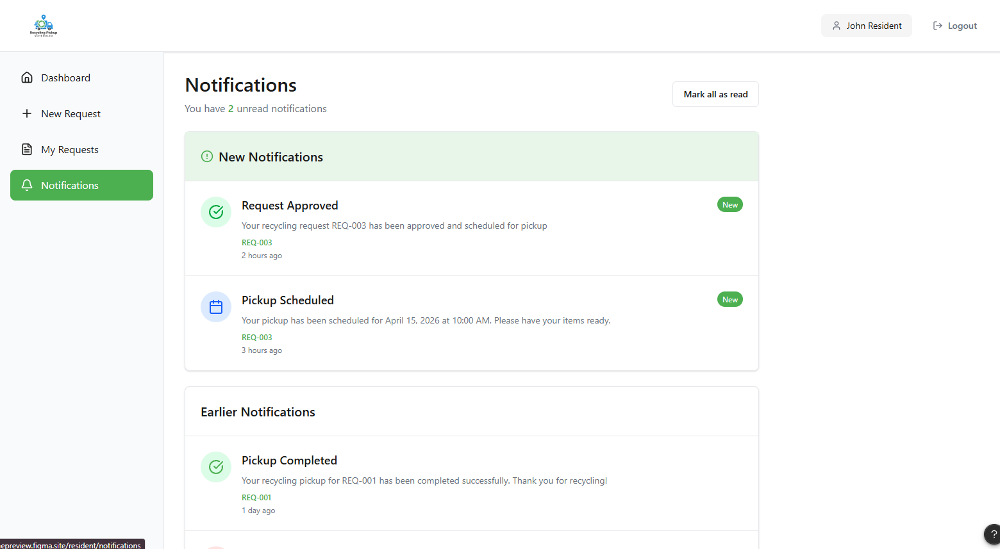 Recycling Pickup
SCHEDULER
John Resident
Logout
Dashboard
New Request
My Requests
Notifications
Notifications
You have 2 unread notifications
Mark all as read
New Notifications
Request Approved
New
Your recycling request REQ-003 has been approved and scheduled for pickup
REQ-003
2 hours ago
Pickup Scheduled
New
Your pickup has been scheduled for April 15, 2026 at 10:00 AM. Please have your items ready.
REQ-003
3 hours ago
Earlier Notifications
Pickup Completed
Your recycling pickup for REQ-001 has been completed successfully. Thank you for recycling!
REQ-001
1 day ago
epreview.figma.site/resident/notifications
?